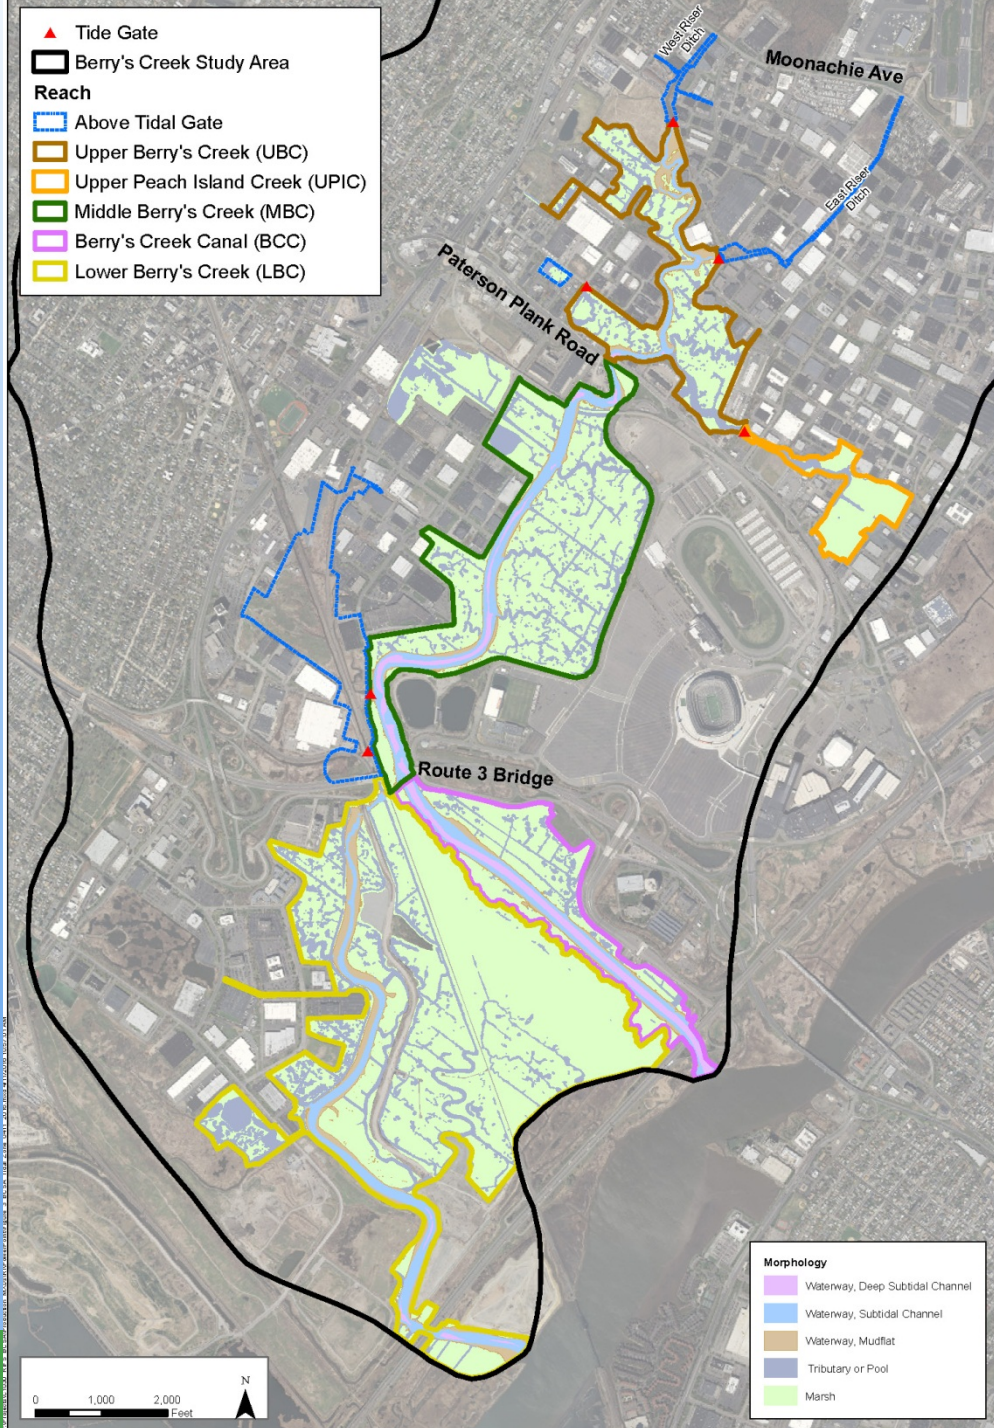 Tide Gate
Berry's Creek Study Area
Reach
Above Tidal Gate
Upper Berry's Creek (UBC)
Upper Peach Island Creek (UPIC)
Middle Berry's Creek (MBC)
Berry's Creek Canal (BCC)
Lower Berry's Creek (LBC)
West Riser
Ditch
Moonachie Ave
East Riser
Ditch
Paterson Plank Road
Route 3 Bridge
Morphology
Waterway, Deep Subtidal Channel
Waterway, Subtidal Channel
Waterway, Mudflat
Tributary or Pool
Marsh
N
0 1,000 2,000
Feet